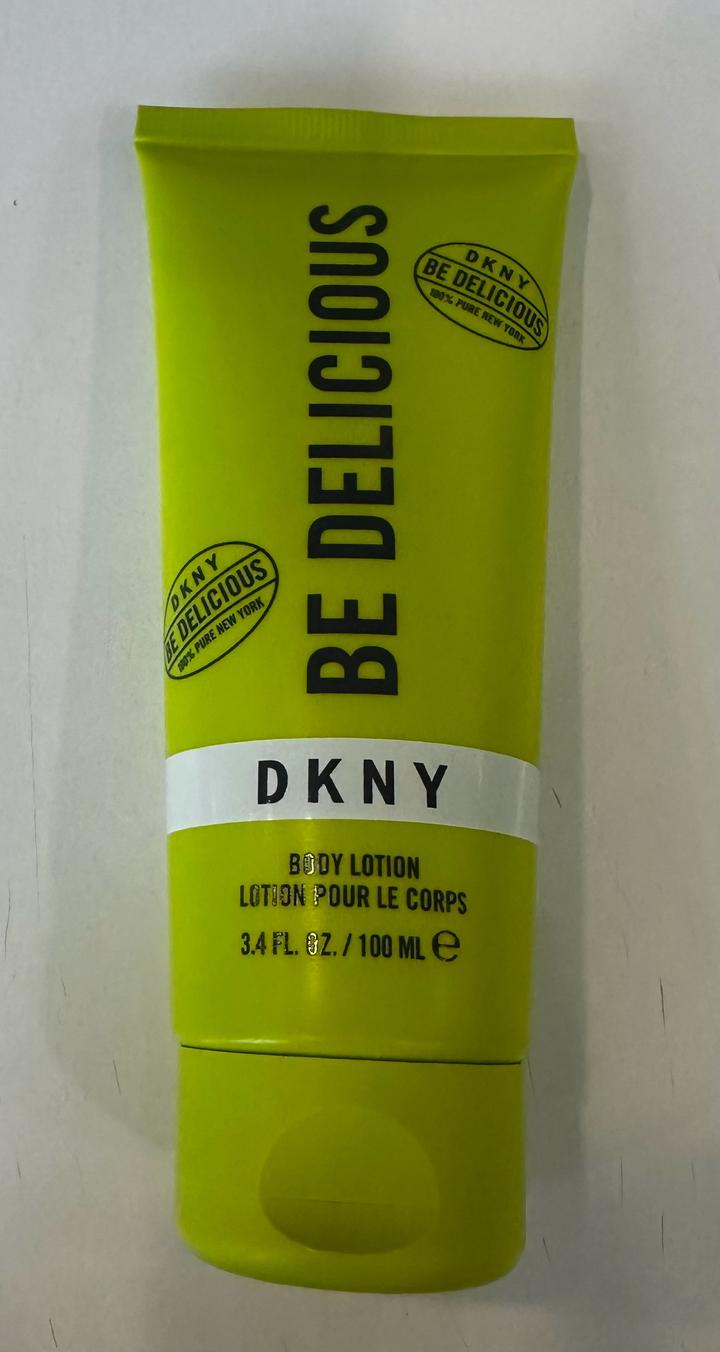 BE DELICIOUS
DKNY
BE DELICIOUS
100% PURE NEW YORK
DKNY
BE DELICIOUS
100% PURE NEW YORK
DKNY
BODY LOTION
LOTION POUR LE CORPS
3.4 FL. OZ. / 100 ML ℮